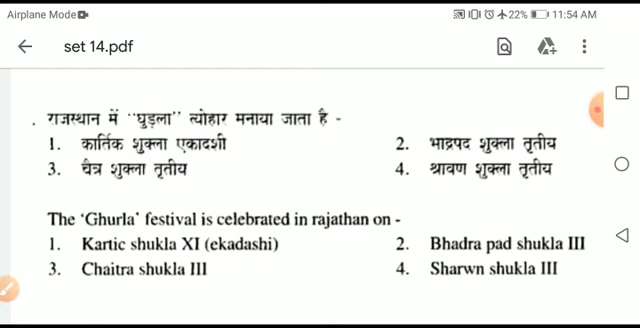 Airplane Mode 22% 11:54 AM
set 14.pdf
. राजस्थान में "घुड़ला" त्योहार मनाया जाता है -
1. कार्तिक शुक्ला एकादशी 2. भाद्रपद शुक्ला तृतीय
3. चैत्र शुक्ला तृतीय 4. श्रावण शुक्ला तृतीय
The 'Ghurla' festival is celebrated in rajathan on -
1. Kartic shukla XI (ekadashi) 2. Bhadra pad shukla III
3. Chaitra shukla III 4. Sharwn shukla III